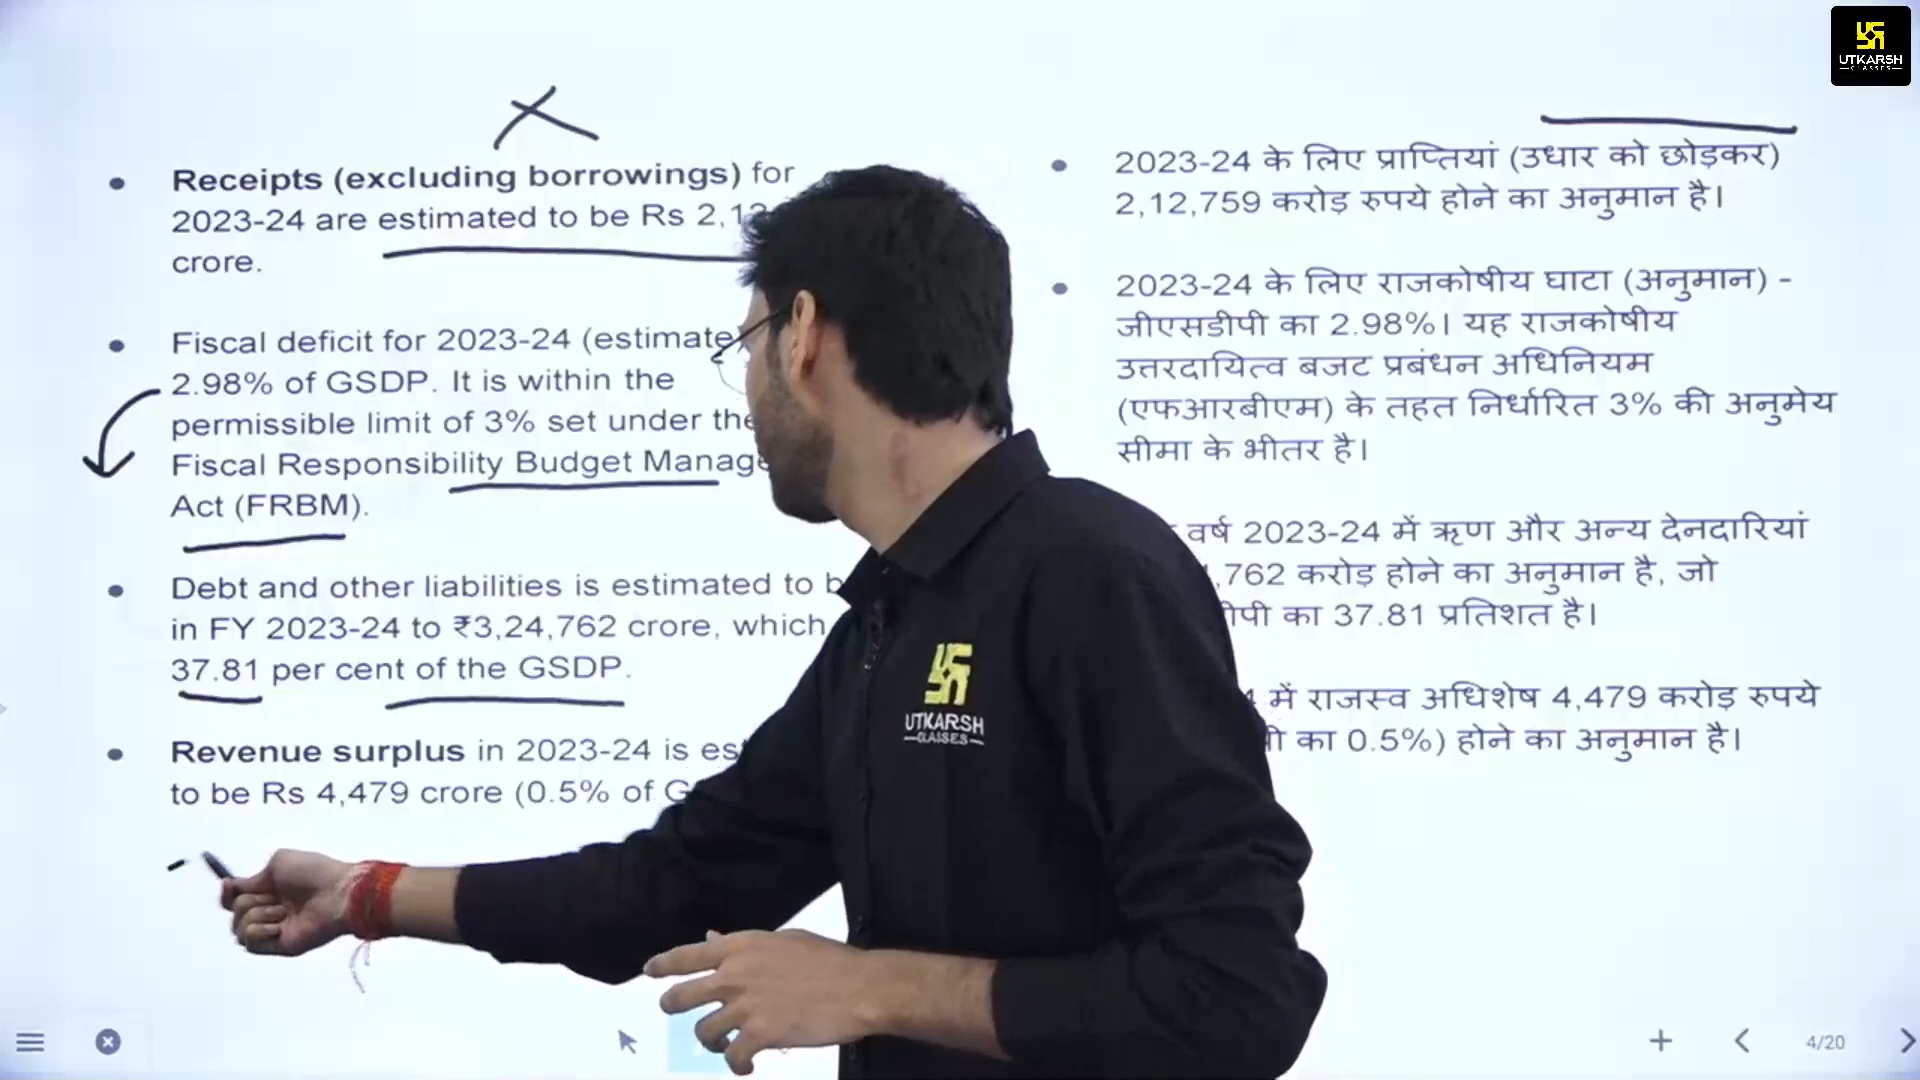 UTKARSH
CLASSES
Receipts (excluding borrowings) for
2023-24 are estimated to be Rs 2,12
crore.
Fiscal deficit for 2023-24 (estimate
2.98% of GSDP. It is within the
permissible limit of 3% set under the
Fiscal Responsibility Budget Manage
Act (FRBM).
Debt and other liabilities is estimated to b
in FY 2023-24 to ₹3,24,762 crore, which
37.81 per cent of the GSDP.
Revenue surplus in 2023-24 is es
to be Rs 4,479 crore (0.5% of G
2023-24 के लिए प्राप्तियां (उधार को छोड़कर)
2,12,759 करोड़ रुपये होने का अनुमान है।
2023-24 के लिए राजकोषीय घाटा (अनुमान) -
जीएसडीपी का 2.98%। यह राजकोषीय
उत्तरदायित्व बजट प्रबंधन अधिनियम
(एफआरबीएम) के तहत निर्धारित 3% की अनुमेय
सीमा के भीतर है।
वर्ष 2023-24 में ऋण और अन्य देनदारियां
,762 करोड़ होने का अनुमान है, जो
का 37.81 प्रतिशत है।
में राजस्व अधिशेष 4,479 करोड़ रुपये
का 0.5%) होने का अनुमान है।
UTKARSH
CLASSES
4/20